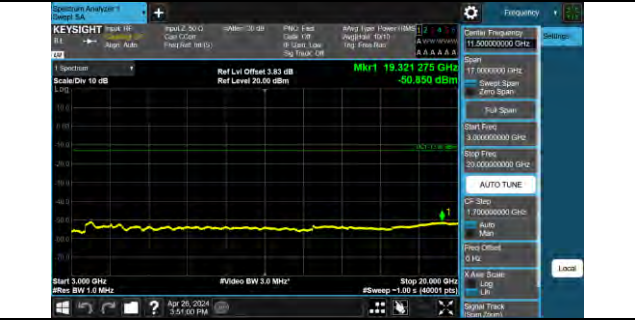 Spectrum Analyzer 1
Swept SA
+
Frequency
KEYSIGHT Input: RF
Align: Auto
Input Z: 50 Ω
Freq Ref: Int (S)
PNO: Fast
Gate: Off
IF Gain: Low
Sig Track: Off
Avg Type: Power (RMS)
Avg|Hold: 10/10
Trig: Free Run
1 Spectrum
Scale/Div 10 dB
Log
Ref Lvl Offset 3.83 dB
Ref Level 20.00 dBm
Mkr1 19.321 275 GHz
-50.850 dBm
1
Start 3.000 GHz
#Res BW 1.0 MHz
#Video BW 3.0 MHz*
Stop 20.000 GHz
#Sweep ~1.00 s (40001 pts)
Center Frequency
11.500000000 GHz
Settings
Span
17.0000000 GHz
Swept Span
Zero Span
Full Span
Start Freq
3.000000000 GHz
Stop Freq
20.000000000 GHz
AUTO TUNE
CF Step
1.700000000 GHz
Auto
Man
Freq Offset
0 Hz
X Axis Scale
Log
Lin
Signal Track
(Span Zoom)
Local
?
Apr 26, 2024
3:51:00 PM